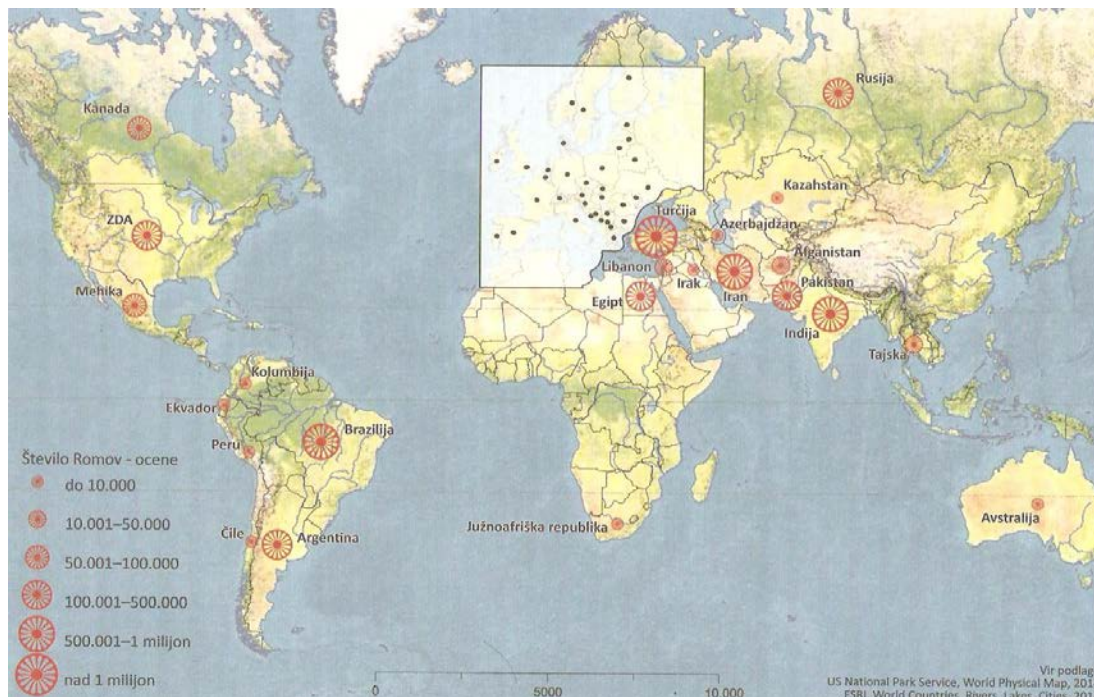 Rusija
Kanada
Kazahstan
ZDA
Turčija
Azerbajdžan
Afganistan
Libanon
Irak
Iran
Pakistan
Mehika
Egipt
Indija
Tajska
Kolumbija
Ekvador
Brazilija
Peru
Število Romov - ocene
do 10.000
10.001–50.000
50.001–100.000
100.001–500.000
500.001–1 milijon
nad 1 milijon
Južnoafriška republika
Avstralija
Čile
Argentina
0
5000
10.000
Vir podlag
US National Park Service, World Physical Map, 201
ESRI, World Countries, Rivers, Lakes, Cities, 201